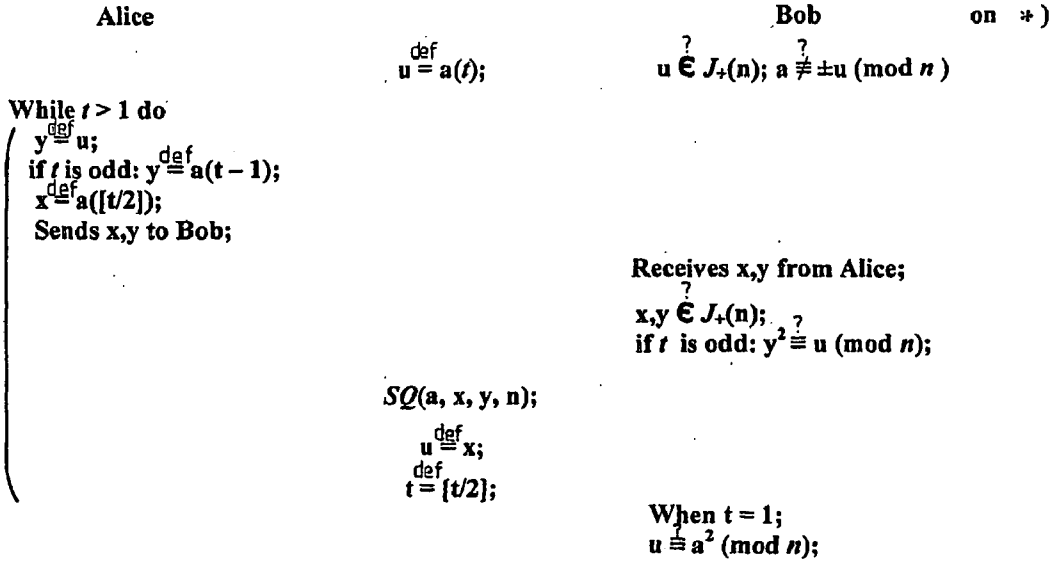 Alice Bob on *)
u ≝ a(t); u ∈? J₊(n); a ≢? ±u (mod n )
While t > 1 do
y ≝ u;
if t is odd: y ≝ a(t – 1);
x ≝ a([t/2]);
Sends x,y to Bob;
Receives x,y from Alice;
x,y ∈? J₊(n);
if t is odd: y² ≡? u (mod n);
SQ(a, x, y, n);
u ≝ x;
t ≝ [t/2];
When t = 1;
u ≡? a² (mod n);